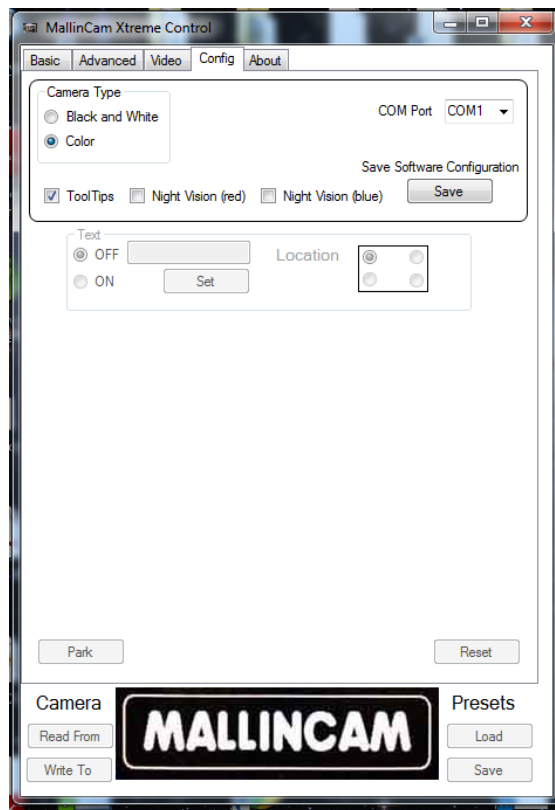 MallinCam Xtreme Control
Basic Advanced Video Config About
Camera Type
Black and White
COM Port COM1
Color
Save Software Configuration
ToolTips Night Vision (red) Night Vision (blue) Save
Text
OFF Location
ON Set
Park Reset
Camera Presets
MALLINCAM
Read From Load
Write To Save